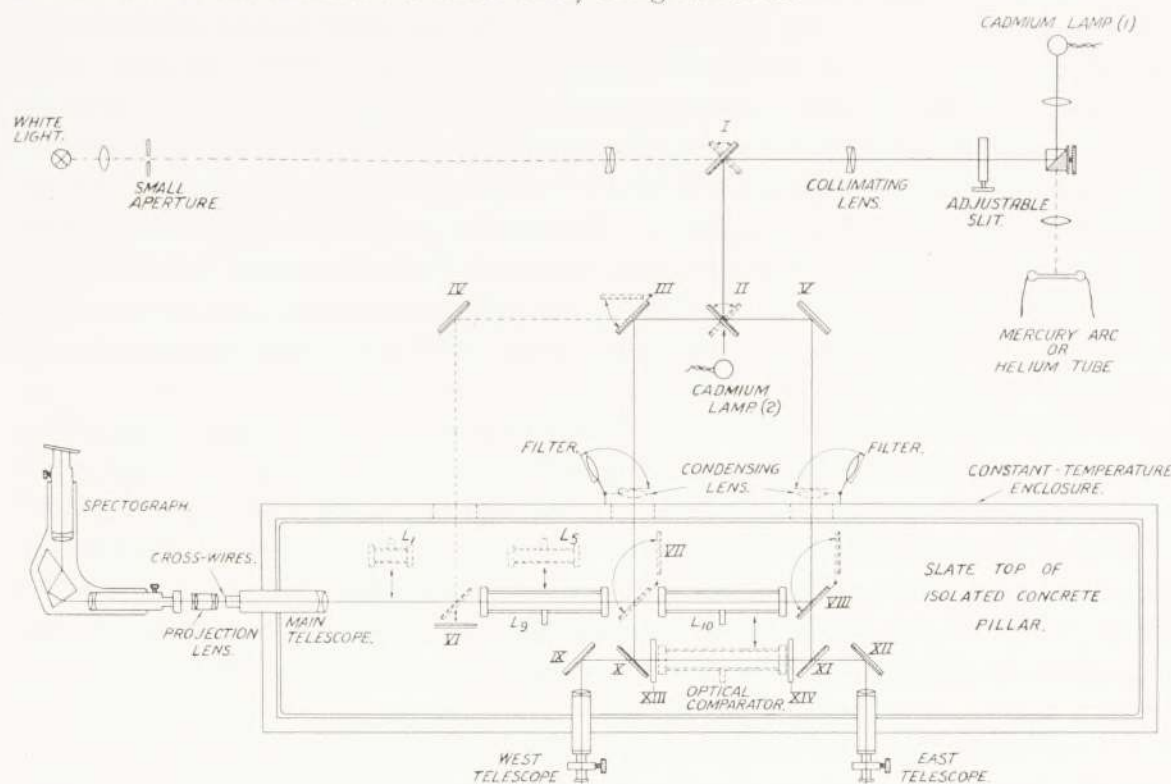 CADMIUM LAMP (1)
WHITE
LIGHT.
I
SMALL
APERTURE.
COLLIMATING
LENS.
ADJUSTABLE
SLIT.
IV
III
II
V
MERCURY ARC
OR
HELIUM TUBE
CADMIUM
LAMP (2)
FILTER.
CONDENSING
LENS.
FILTER.
CONSTANT-TEMPERATURE
ENCLOSURE.
SPECTOGRAPH.
L1
L5
VII
CROSS-WIRES.
SLATE TOP OF
ISOLATED CONCRETE
PILLAR.
PROJECTION
LENS.
MAIN
TELESCOPE.
VI
L9
L10
VIII
IX
X
XI
XII
XIII
OPTICAL
COMPARATOR.
XIV
WEST
TELESCOPE
EAST
TELESCOPE.